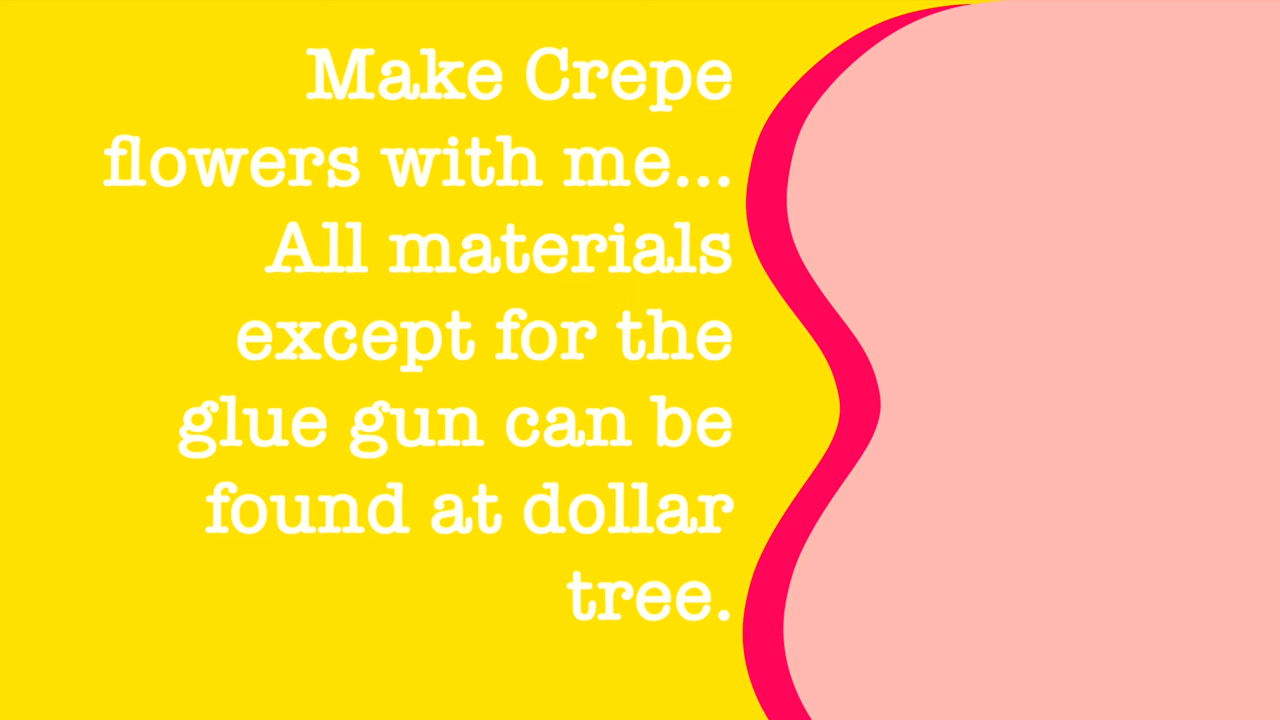 Make Crepe
flowers with me...
All materials
except for the
glue gun can be
found at dollar
tree.